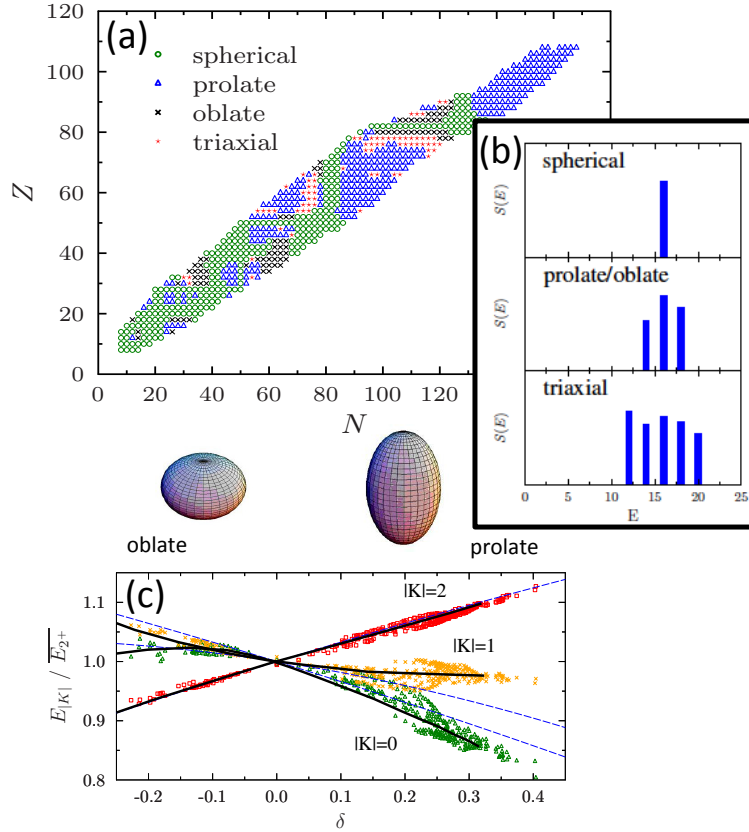 (a)
spherical
prolate
oblate
triaxial
Z
120
100
80
60
40
20
0
0 20 40 60 80 100 120
N
(b)
spherical
S(E)
prolate/oblate
S(E)
triaxial
S(E)
0 5 10 15 20 25
E
oblate
prolate
(c)
|K|=2
|K|=1
|K|=0
E|K| / E2+
1.1
1.0
0.9
0.8
-0.2 -0.1 0.0 0.1 0.2 0.3 0.4
δ